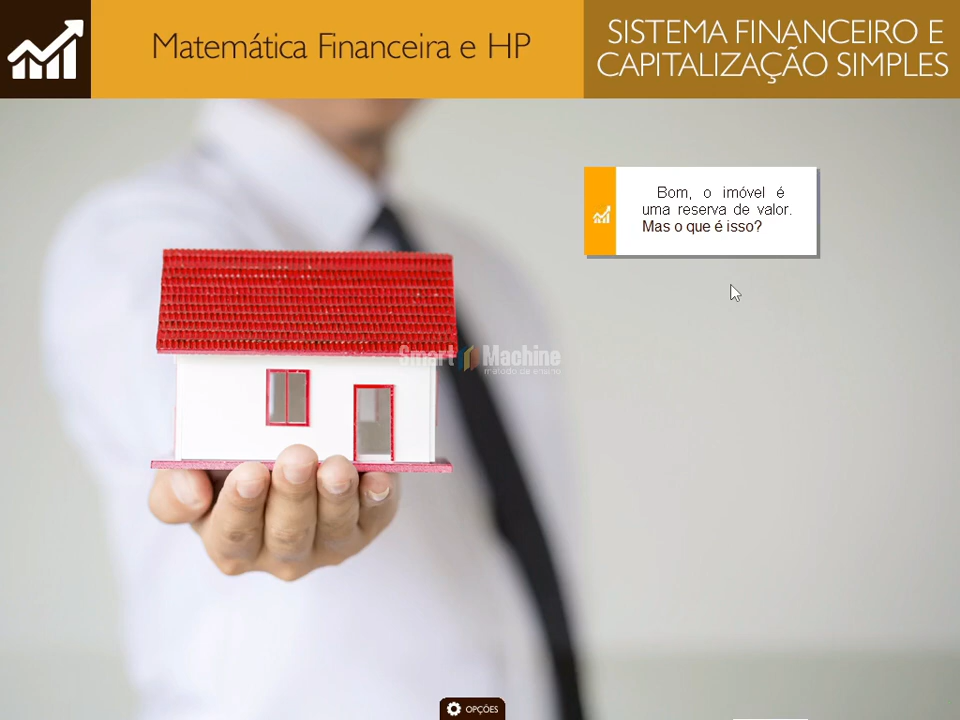 Matemática Financeira e HP
SISTEMA FINANCEIRO E
CAPITALIZAÇÃO SIMPLES
Bom, o imóvel é
uma reserva de valor.
Mas o que é isso?
Smart Machine
método de ensino
OPÇÕES